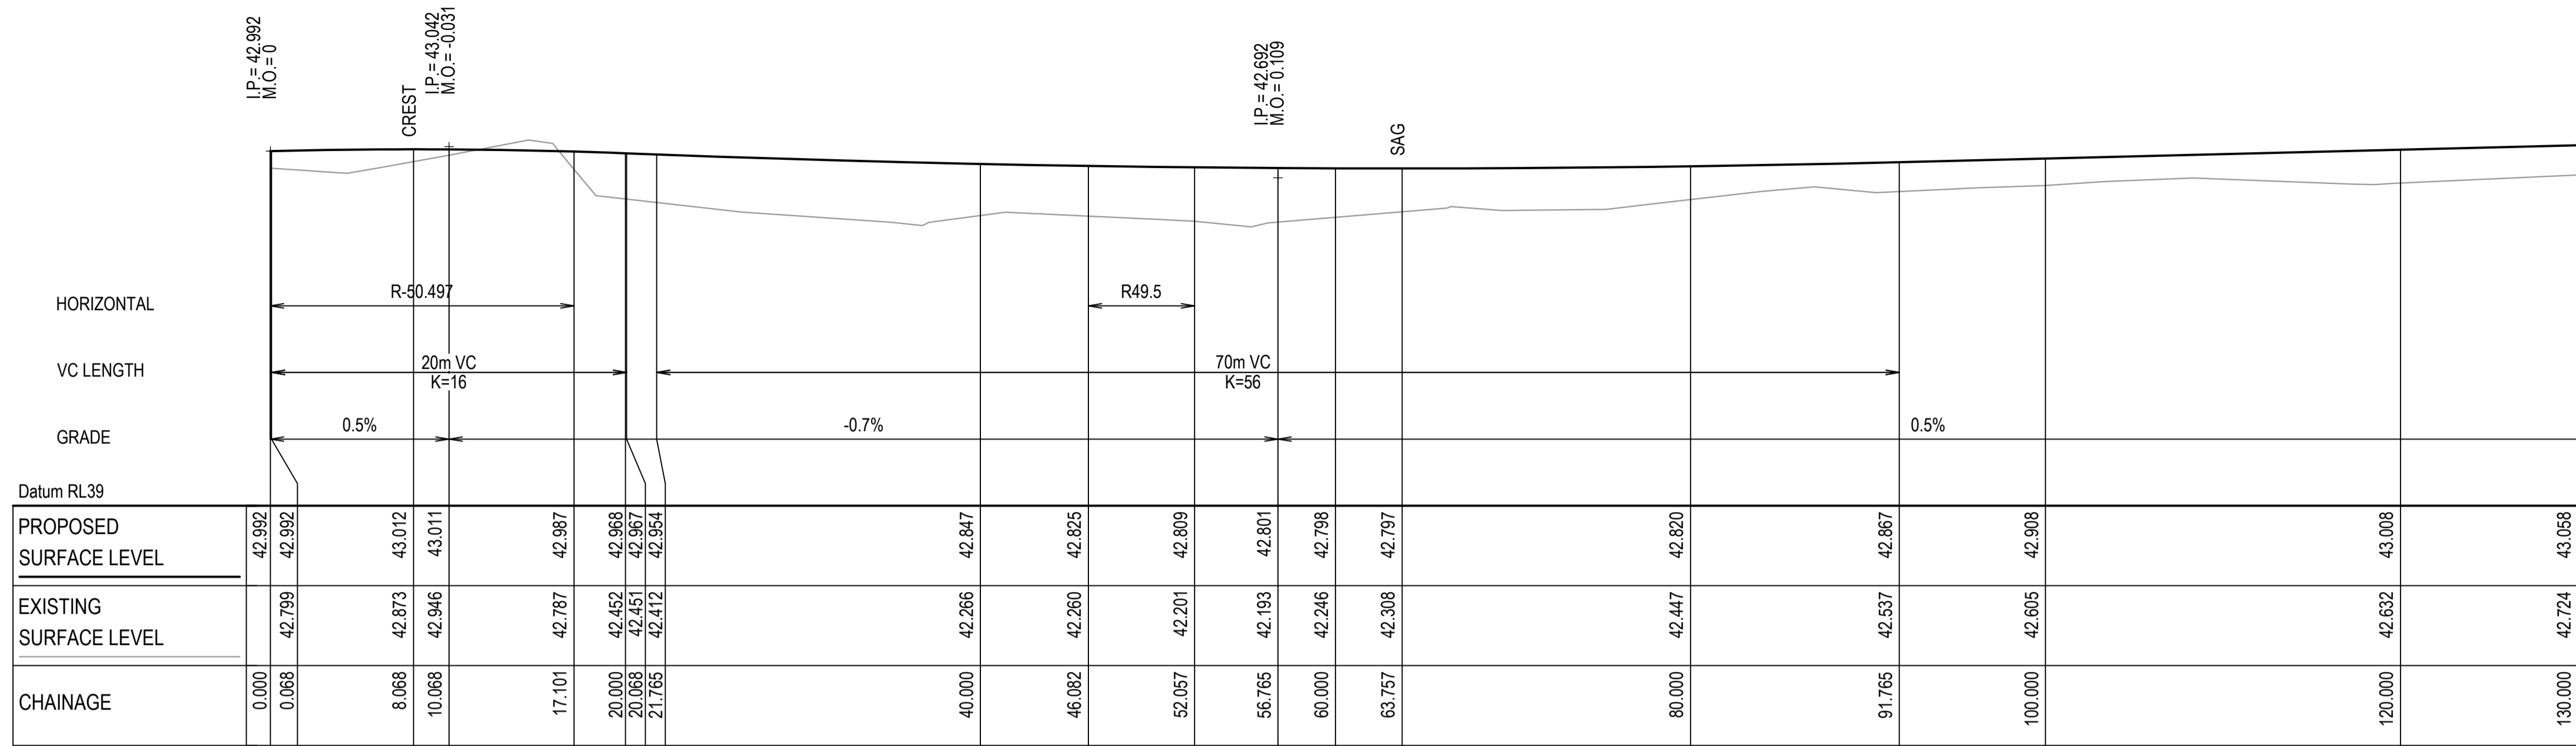 I.P.= 42.992
M.O.= 0
CREST
I.P.= 43.042
M.O.= -0.031
I.P.= 42.692
M.O.= 0.109
SAG
HORIZONTAL
R-50.497
R49.5
VC LENGTH
20m VC
K=16
70m VC
K=56
GRADE
0.5%
-0.7%
0.5%
Datum RL39
PROPOSED
SURFACE LEVEL
42.992
42.992
43.012
43.011
42.987
42.968
42.967
42.954
42.847
42.825
42.809
42.801
42.798
42.797
42.820
42.867
42.908
43.008
43.058
EXISTING
SURFACE LEVEL
42.799
42.873
42.946
42.787
42.452
42.451
42.412
42.266
42.260
42.201
42.193
42.246
42.308
42.447
42.537
42.605
42.632
42.724
CHAINAGE
0.000
0.068
8.068
10.068
17.101
20.000
20.068
21.765
40.000
46.082
52.057
56.765
60.000
63.757
80.000
91.765
100.000
120.000
130.000